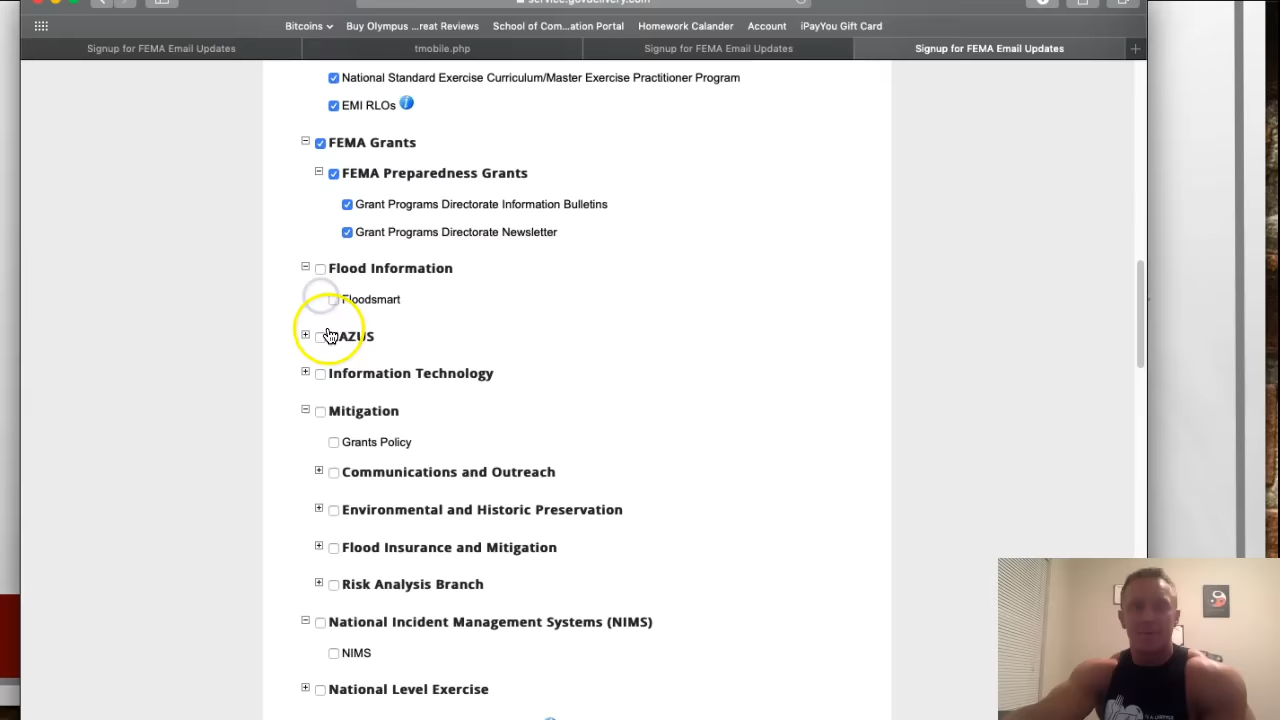 service.govdelivery.com
Bitcoins Buy Olympus ...reat Reviews School of Com...ation Portal Homework Calander Account iPayYou Gift Card
Signup for FEMA Email Updates tmobile.php Signup for FEMA Email Updates Signup for FEMA Email Updates
National Standard Exercise Curriculum/Master Exercise Practitioner Program
EMI RLOs
FEMA Grants
FEMA Preparedness Grants
Grant Programs Directorate Information Bulletins
Grant Programs Directorate Newsletter
Flood Information
Floodsmart
AZUS
Information Technology
Mitigation
Grants Policy
Communications and Outreach
Environmental and Historic Preservation
Flood Insurance and Mitigation
Risk Analysis Branch
National Incident Management Systems (NIMS)
NIMS
National Level Exercise